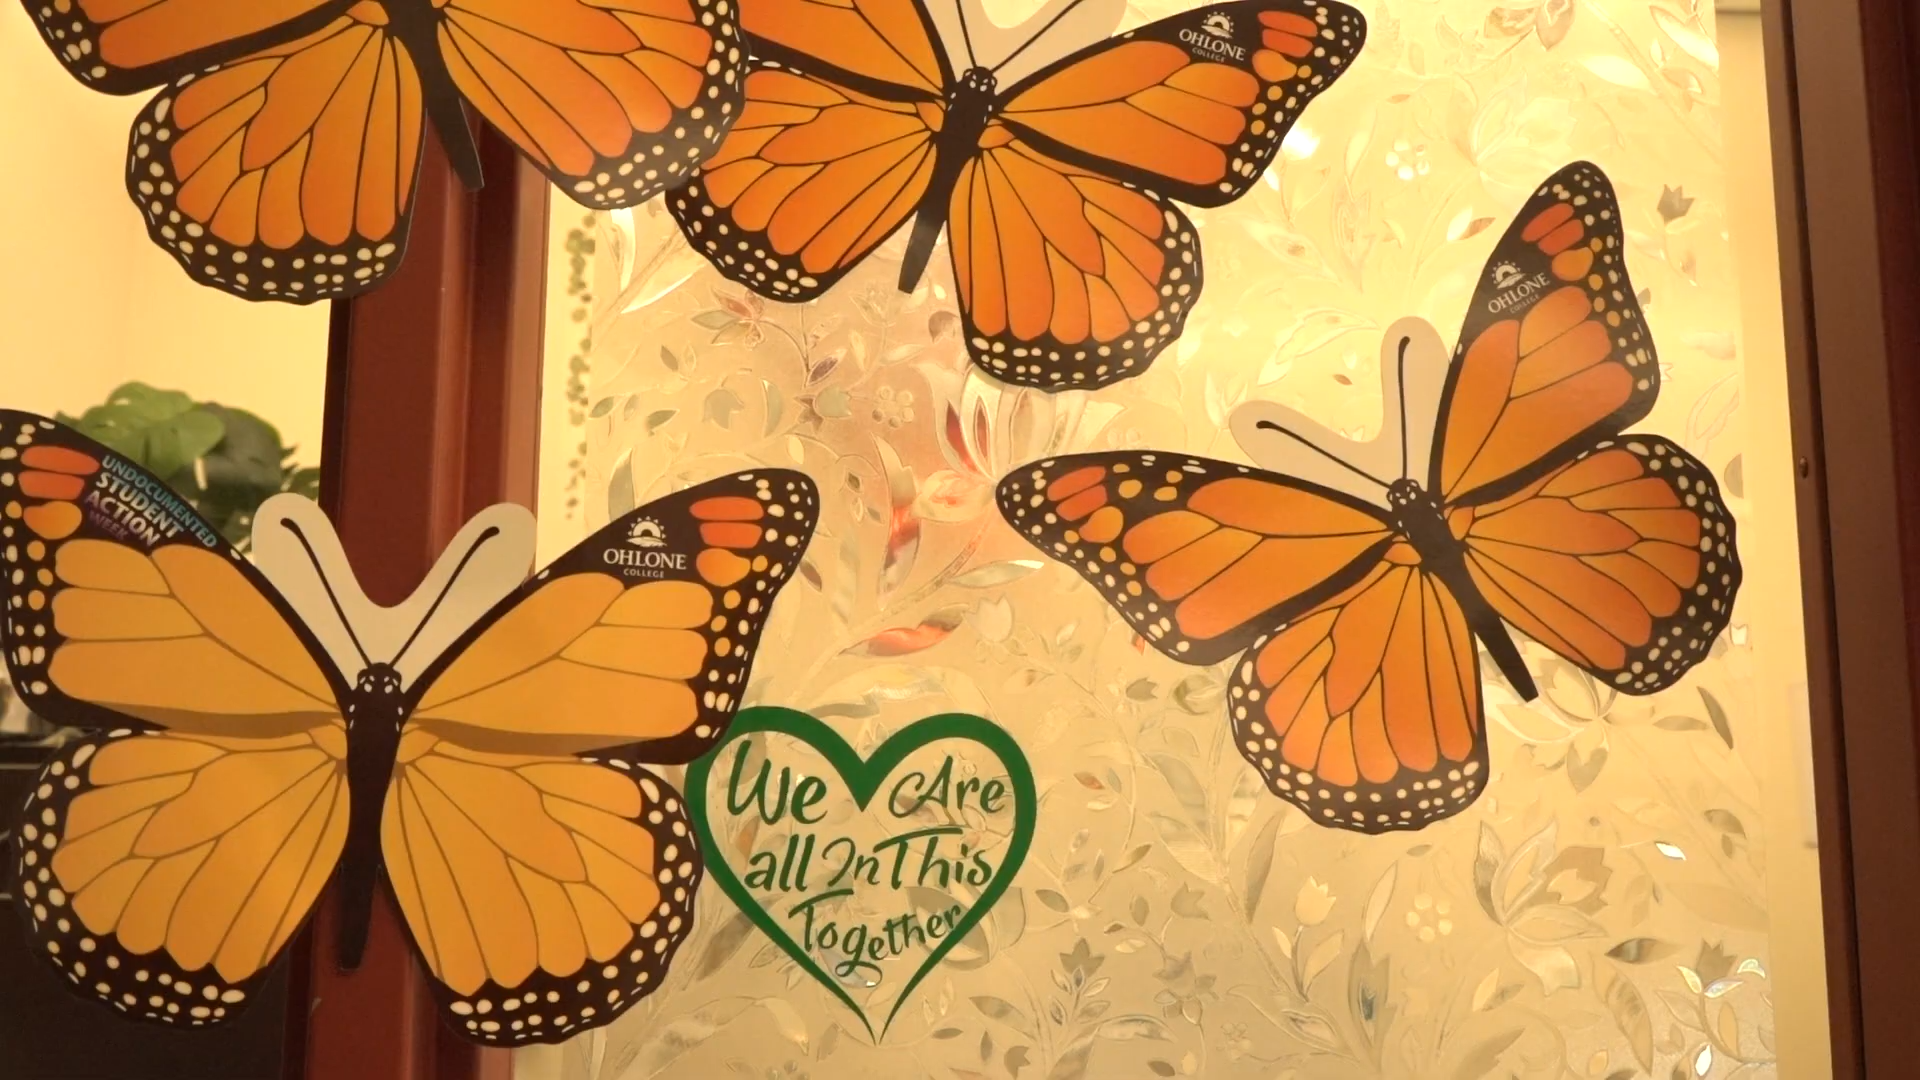 OHLONE
COLLEGE
OHLONE
COLLEGE
UNDOCUMENTED
STUDENT
ACTION
WEEK
OHLONE
COLLEGE
We Are
all In This
Together